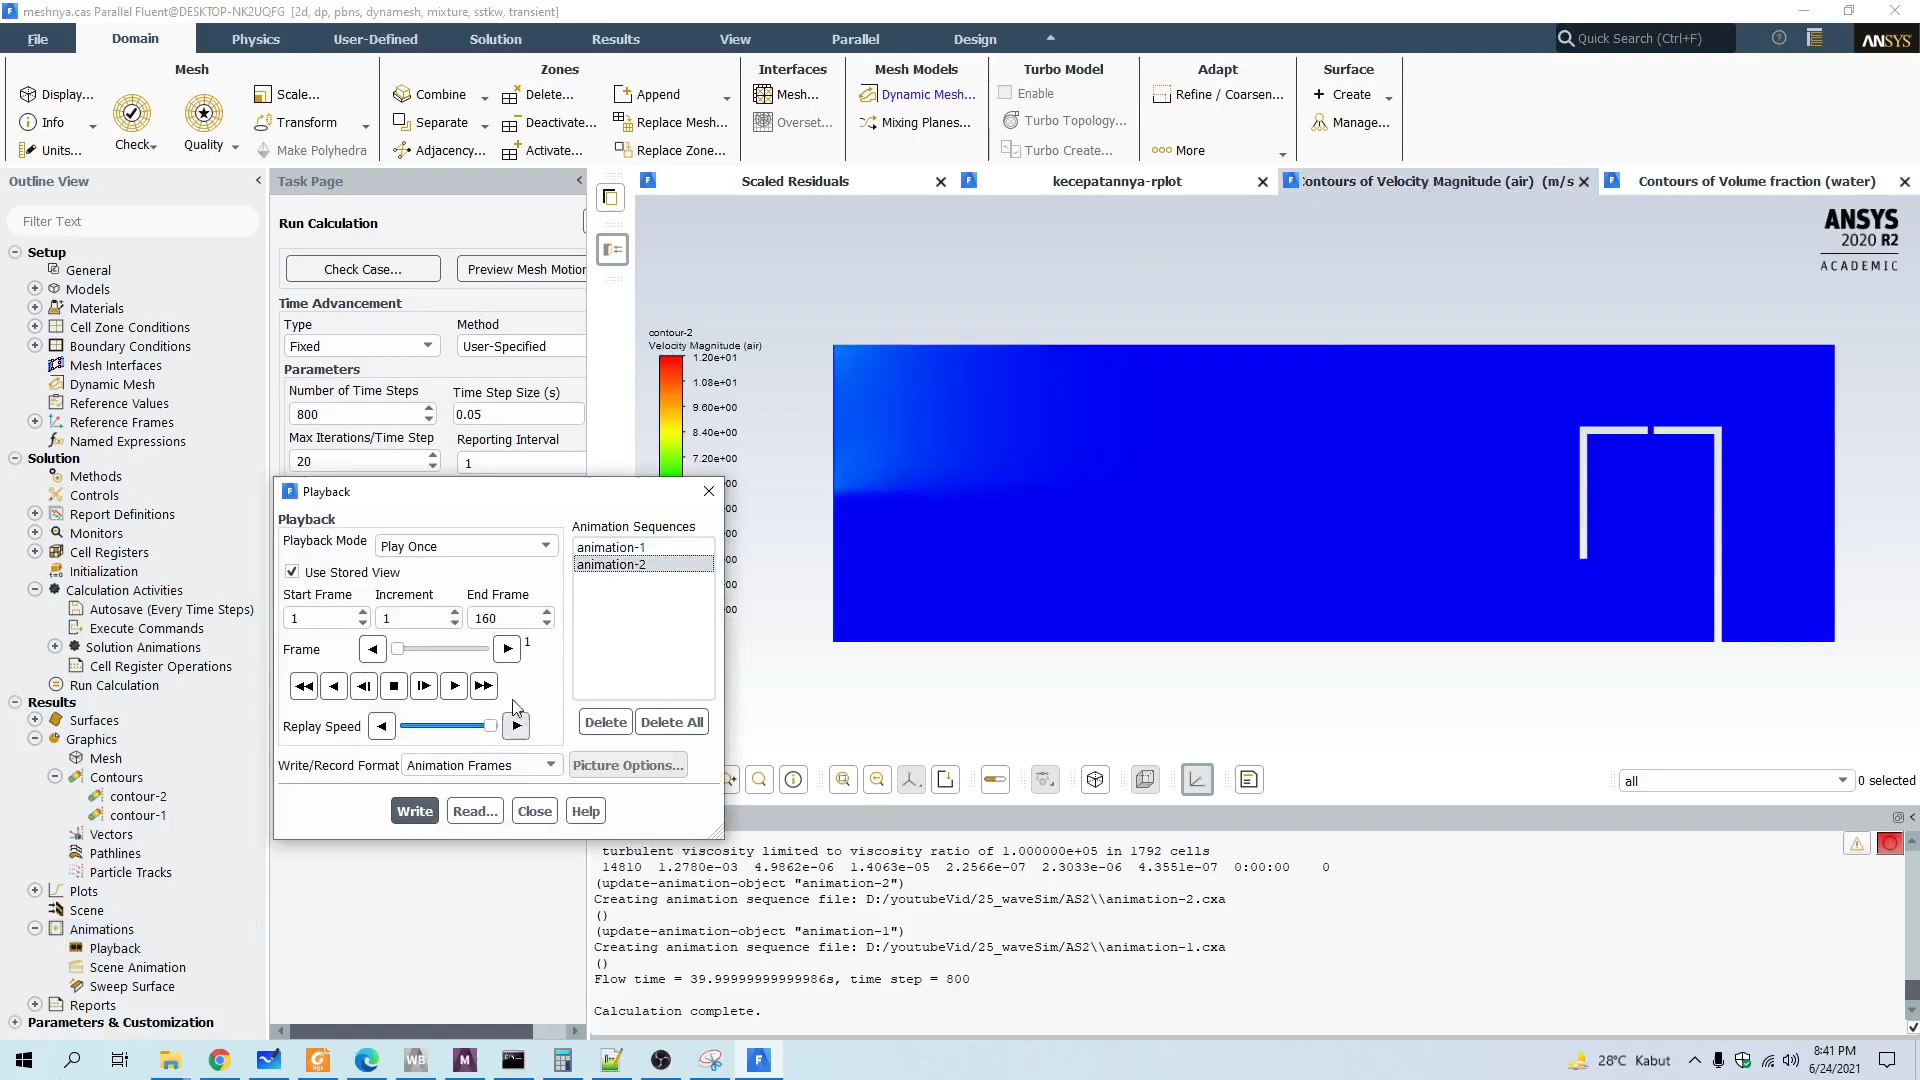 meshnya.cas Parallel Fluent@DESKTOP-NK2UQFG [2d, dp, pbns, dynamesh, mixture, sstkw, transient]
File Domain Physics User-Defined Solution Results View Parallel Design Quick Search (Ctrl+F) ANSYS
Mesh Zones Interfaces Mesh Models Turbo Model Adapt Surface
Display... Scale... Combine Delete... Append Mesh... Dynamic Mesh... Enable Refine / Coarsen... + Create
Info Transform Separate Deactivate... Replace Mesh... Overset... Mixing Planes... Turbo Topology... Manage...
Units... Check Quality Make Polyhedra Adjacency... Activate... Replace Zone... Turbo Create... More
Outline View
Filter Text
Setup
General
Models
Materials
Cell Zone Conditions
Boundary Conditions
Mesh Interfaces
Dynamic Mesh
Reference Values
Reference Frames
Named Expressions
Solution
Methods
Controls
Report Definitions
Monitors
Cell Registers
Initialization
Calculation Activities
Autosave (Every Time Steps)
Execute Commands
Solution Animations
Cell Register Operations
Run Calculation
Results
Surfaces
Graphics
Mesh
Contours
contour-2
contour-1
Vectors
Pathlines
Particle Tracks
Plots
Scene
Animations
Playback
Scene Animation
Sweep Surface
Reports
Parameters & Customization
Task Page
Run Calculation
Check Case... Preview Mesh Motion
Time Advancement
Type Method
Fixed User-Specified
Parameters
Number of Time Steps Time Step Size (s)
800 0.05
Max Iterations/Time Step Reporting Interval
20 1
Playback
Playback
Playback Mode Play Once
Use Stored View
Start Frame Increment End Frame
1 1 160
Frame 1
Replay Speed
Animation Sequences
animation-1
animation-2
Delete Delete All
Write/Record Format Animation Frames Picture Options...
Write Read... Close Help
Scaled Residuals kecepatannya-rplot ontours of Velocity Magnitude (air) (m/s Contours of Volume fraction (water)
ANSYS
2020 R2
ACADEMIC
contour-2
Velocity Magnitude (air)
1.20e+01
1.08e+01
9.60e+00
8.40e+00
7.20e+00
00
00
00
00
00
00
all 0 selected
turbulent viscosity limited to viscosity ratio of 1.000000e+05 in 1792 cells
14810 1.2780e-03 4.9862e-06 1.4063e-05 2.2566e-07 2.3033e-06 4.3551e-07 0:00:00 0
(update-animation-object "animation-2")
Creating animation sequence file: D:/youtubeVid/25_waveSim/AS2\\animation-2.cxa
()
(update-animation-object "animation-1")
Creating animation sequence file: D:/youtubeVid/25_waveSim/AS2\\animation-1.cxa
()
Flow time = 39.99999999999986s, time step = 800
Calculation complete.
28°C Kabut
8:41 PM
6/24/2021